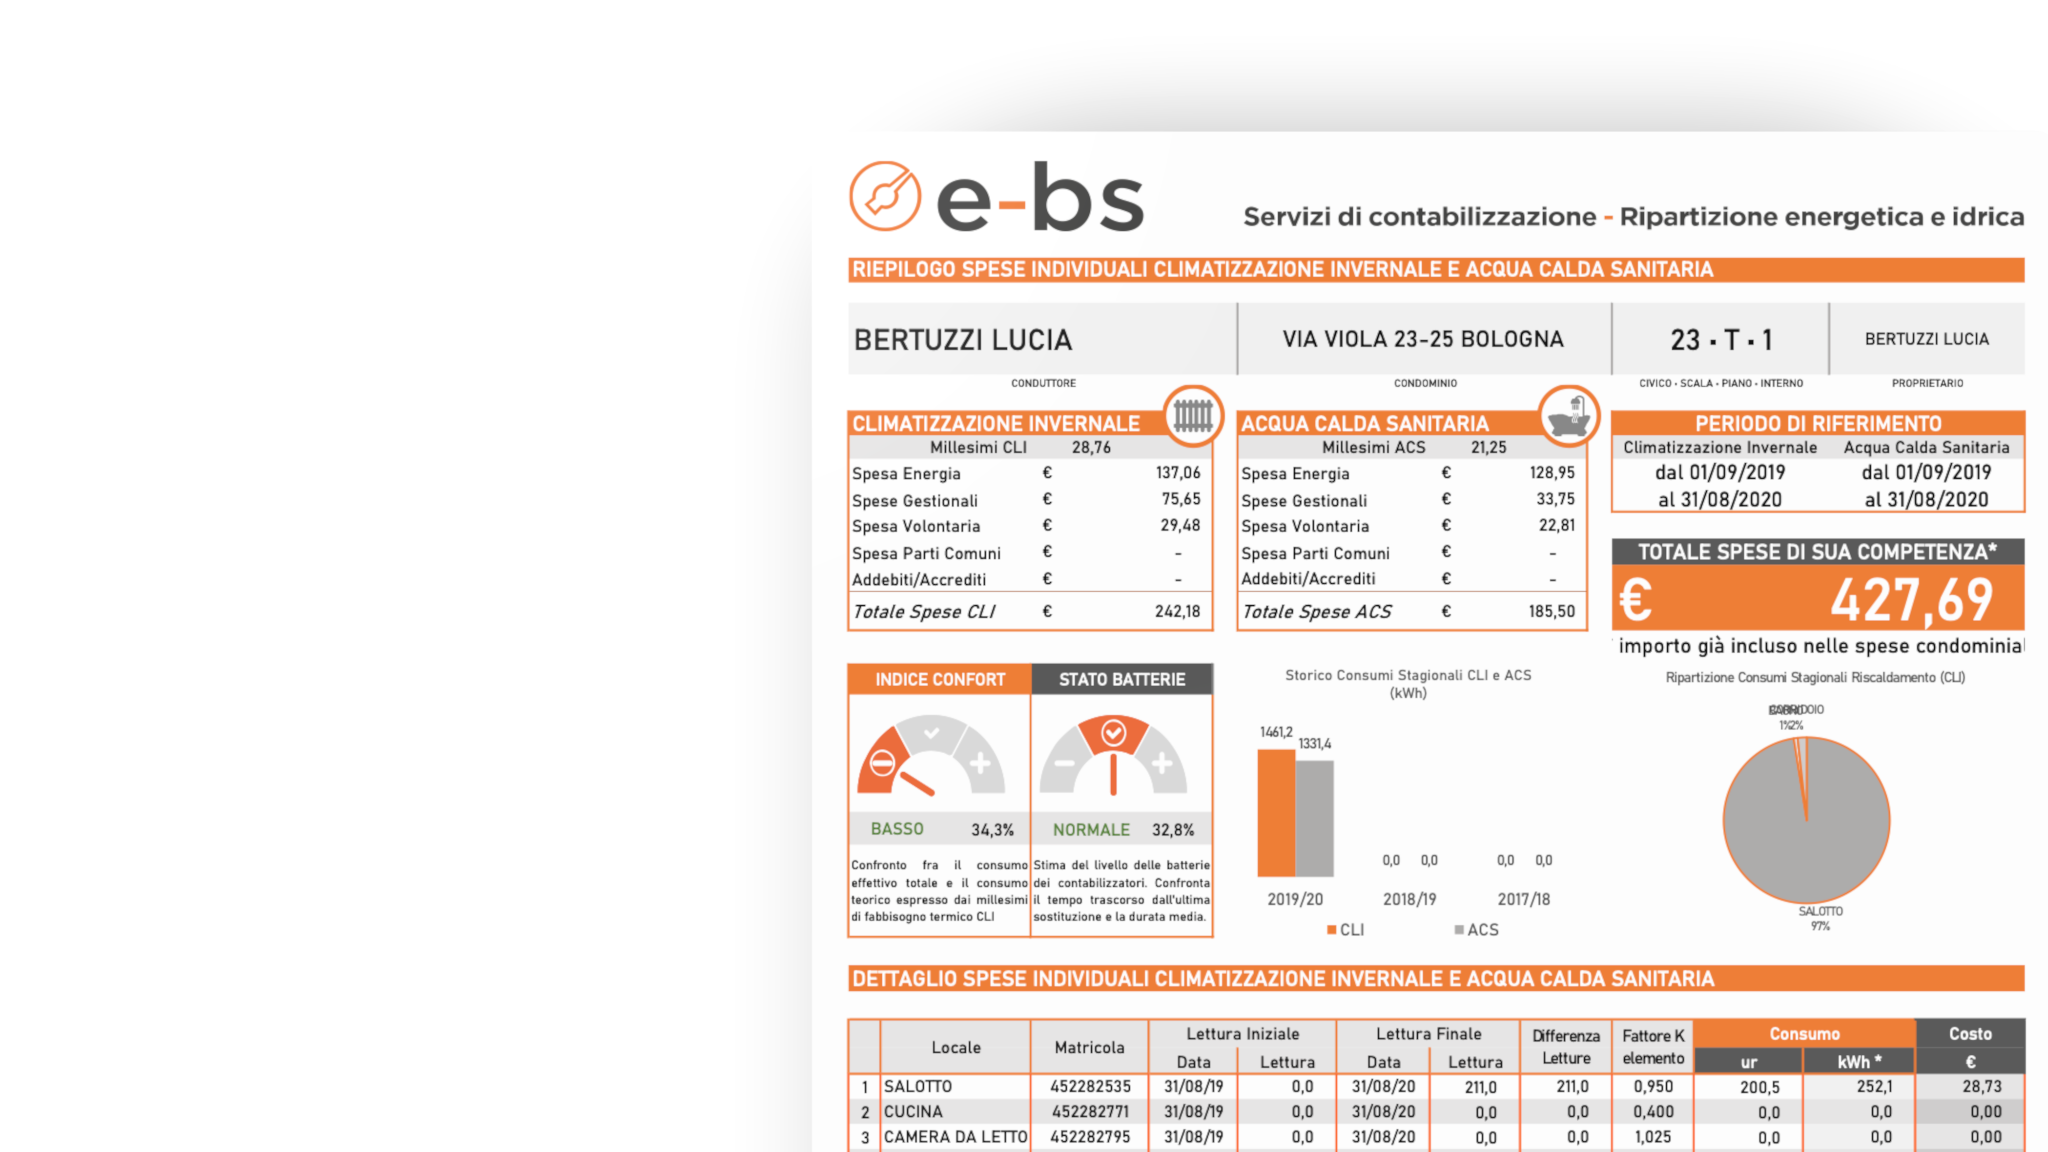 e-bs
Servizi di contabilizzazione - Ripartizione energetica e idrica
RIEPILOGO SPESE INDIVIDUALI CLIMATIZZAZIONE INVERNALE E ACQUA CALDA SANITARIA
BERTUZZI LUCIA
VIA VIOLA 23-25 BOLOGNA
23 · T · 1
BERTUZZI LUCIA
CONDUTTORE
CONDOMINIO
CIVICO · SCALA · PIANO · INTERNO
PROPRIETARIO
CLIMATIZZAZIONE INVERNALE
Millesimi CLI 28,76
Spesa Energia € 137,06
Spese Gestionali € 75,65
Spesa Volontaria € 29,48
Spesa Parti Comuni € -
Addebiti/Accrediti € -
Totale Spese CLI € 242,18
ACQUA CALDA SANITARIA
Millesimi ACS 21,25
Spesa Energia € 128,95
Spese Gestionali € 33,75
Spesa Volontaria € 22,81
Spesa Parti Comuni € -
Addebiti/Accrediti € -
Totale Spese ACS € 185,50
PERIODO DI RIFERIMENTO
Climatizzazione Invernale Acqua Calda Sanitaria
dal 01/09/2019 dal 01/09/2019
al 31/08/2020 al 31/08/2020
TOTALE SPESE DI SUA COMPETENZA*
€ 427,69
importo già incluso nelle spese condominial
INDICE CONFORT
BASSO 34,3%
Confronto fra il consumo
effettivo totale e il consumo
teorico espresso dai millesimi
di fabbisogno termico CLI
STATO BATTERIE
NORMALE 32,8%
Stima del livello delle batterie
dei contabilizzatori. Confronta
il tempo trascorso dall'ultima
sostituzione e la durata media.
Storico Consumi Stagionali CLI e ACS
(kWh)
1461,2
1331,4
0,0 0,0 0,0 0,0
2019/20 2018/19 2017/18
CLI ACS
Ripartizione Consumi Stagionali Riscaldamento (CLI)
CORRIDOIO
1% 2%
SALOTTO
97%
DETTAGLIO SPESE INDIVIDUALI CLIMATIZZAZIONE INVERNALE E ACQUA CALDA SANITARIA
Locale Matricola Lettura Iniziale Lettura Finale Differenza Letture Fattore K elemento Consumo Costo
Data Lettura Data Lettura ur kWh * €
1 SALOTTO 452282535 31/08/19 0,0 31/08/20 211,0 211,0 0,950 200,5 252,1 28,73
2 CUCINA 452282771 31/08/19 0,0 31/08/20 0,0 0,0 0,400 0,0 0,0 0,00
3 CAMERA DA LETTO 452282795 31/08/19 0,0 31/08/20 0,0 0,0 1,025 0,0 0,0 0,00